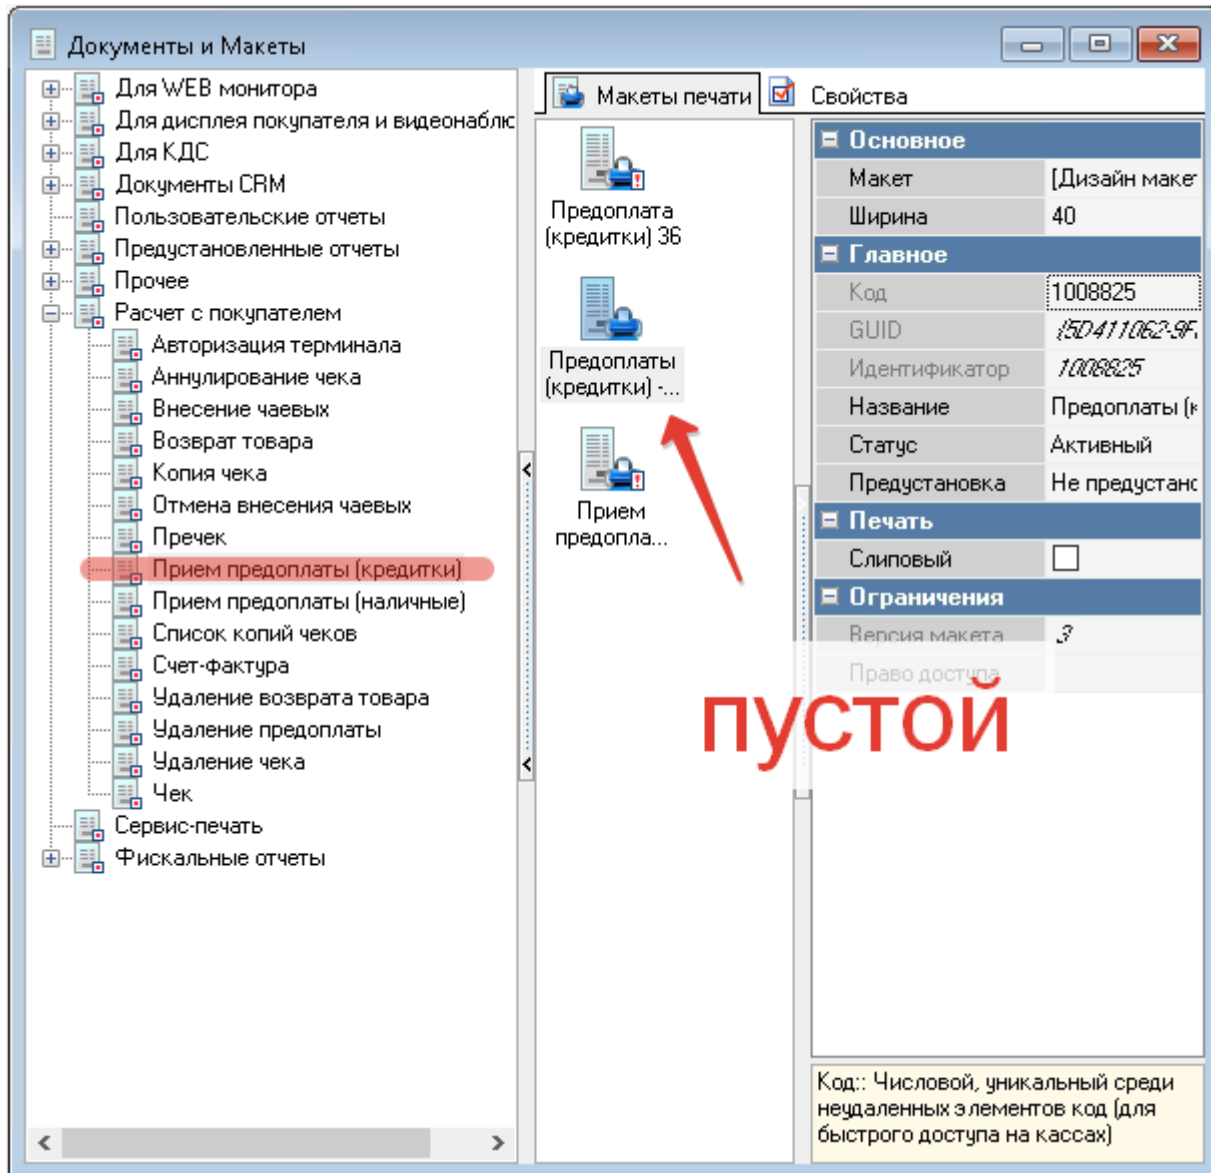 Документы и Макеты
Для WEB монитора
Для дисплея покупателя и видеонаблю
Для КДС
Документы CRM
Пользовательские отчеты
Предустановленные отчеты
Прочее
Расчет с покупателем
Авторизация терминала
Аннулирование чека
Внесение чаевых
Возврат товара
Копия чека
Отмена внесения чаевых
Пречек
Прием предоплаты (кредитки)
Прием предоплаты (наличные)
Список копий чеков
Счет-фактура
Удаление возврата товара
Удаление предоплаты
Удаление чека
Чек
Сервис-печать
Фискальные отчеты
Макеты печати
Свойства
Предоплата
(кредитки) 36
Предоплаты
(кредитки) -...
Прием
предопла...
Основное
Макет [Дизайн макет
Ширина 40
Главное
Код 1008825
GUID {5D411062-9F
Идентификатор 1008825
Название Предоплаты (к
Статус Активный
Предустановка Не предустанс
Печать
Слиповый
Ограничения
Версия макета 3
Право доступа
пустой
Код:: Числовой, уникальный среди
неудаленных элементов код (для
быстрого доступа на кассах)